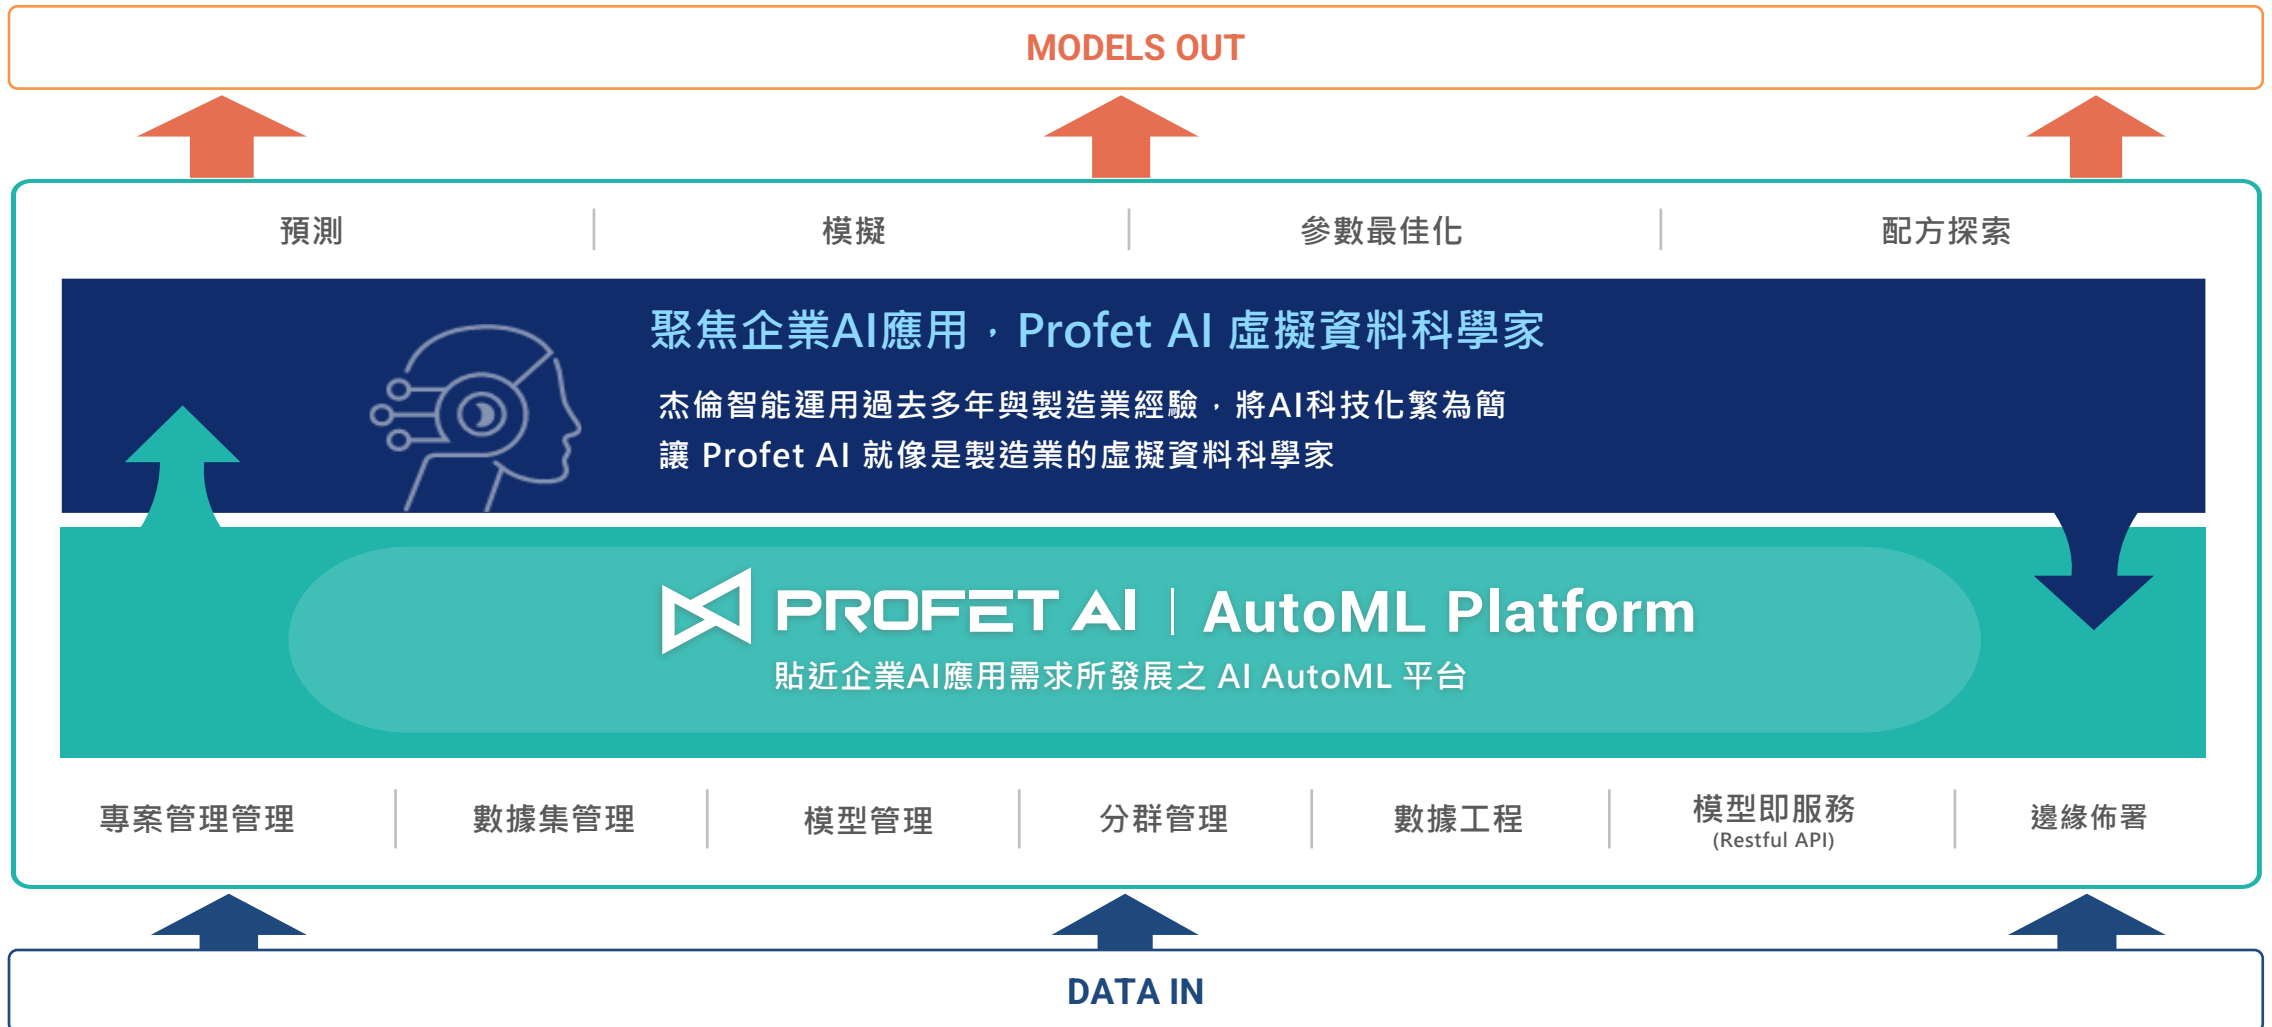 MODELS OUT
預測
模擬
參數最佳化
配方探索
聚焦企業AI應用，Profet AI 虛擬資料科學家
杰倫智能運用過去多年與製造業經驗，將AI科技化繁為簡
讓 Profet AI 就像是製造業的虛擬資料科學家
PROFET AI | AutoML Platform
貼近企業AI應用需求所發展之 AI AutoML 平台
專案管理管理
數據集管理
模型管理
分群管理
數據工程
模型即服務
(Restful API)
邊緣佈署
DATA IN